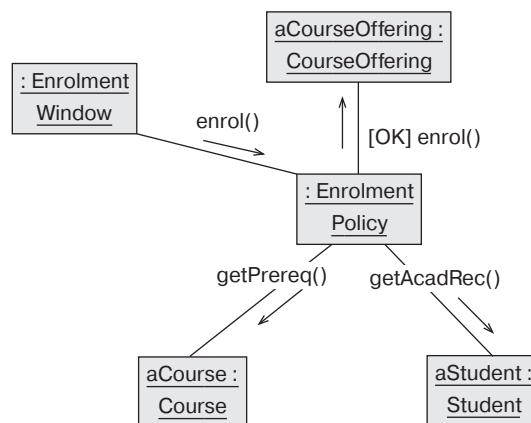 aCourseOffering :
CourseOffering
: Enrolment
Window
enrol()
[OK] enrol()
: Enrolment
Policy
getPrereq()
getAcadRec()
aCourse :
Course
aStudent :
Student